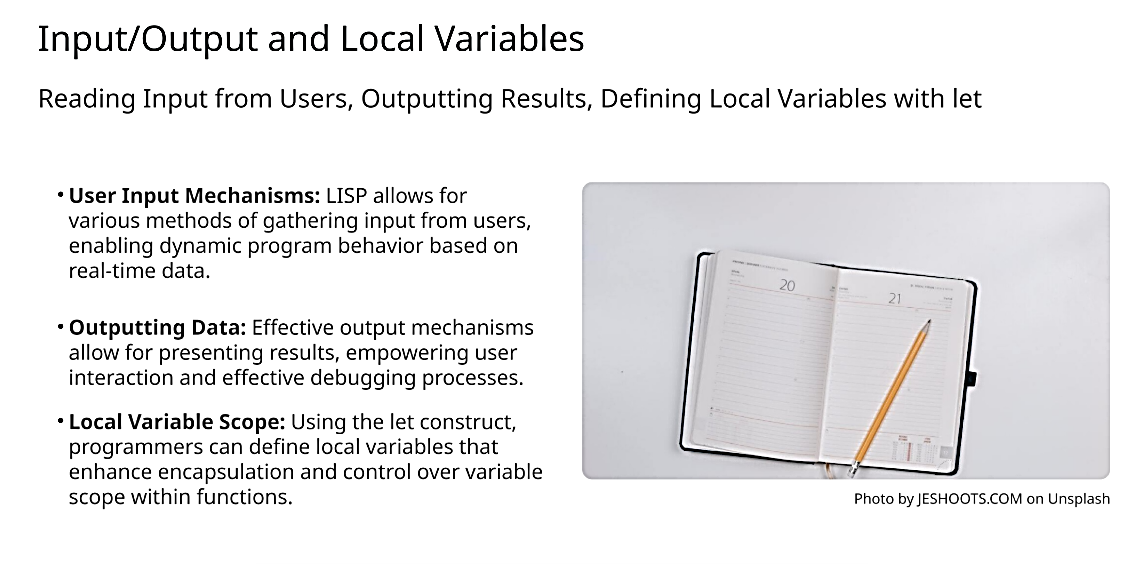 Input/Output and Local Variables
Reading Input from Users, Outputting Results, Defining Local Variables with let
• User Input Mechanisms: LISP allows for
various methods of gathering input from users,
enabling dynamic program behavior based on
real-time data.
• Outputting Data: Effective output mechanisms
allow for presenting results, empowering user
interaction and effective debugging processes.
• Local Variable Scope: Using the let construct,
programmers can define local variables that
enhance encapsulation and control over variable
scope within functions.
20
21
Photo by JESHOOTS.COM on Unsplash